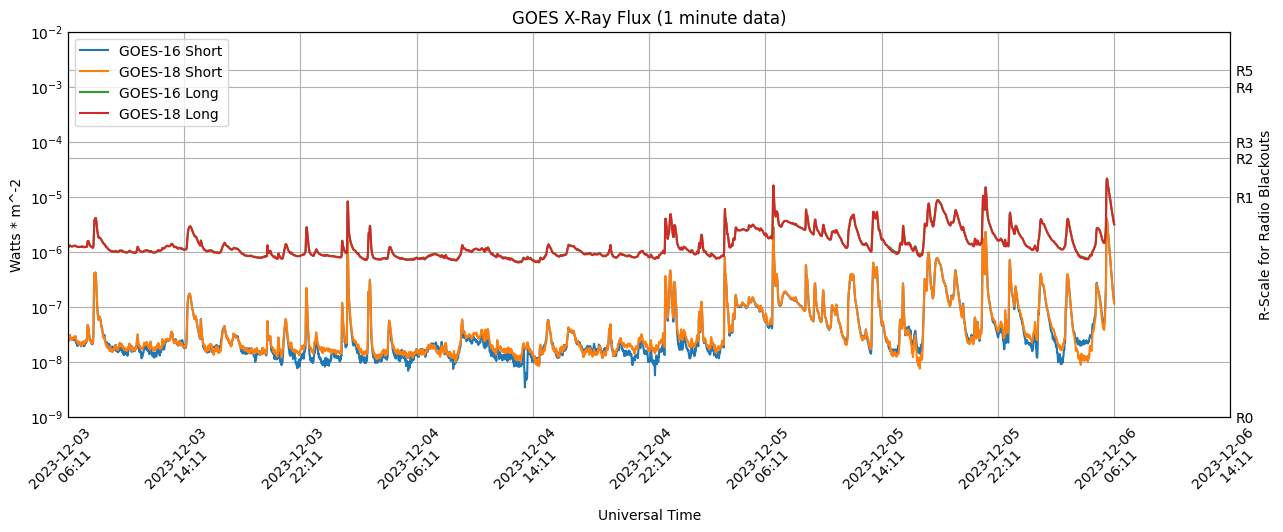 GOES X-Ray Flux (1 minute data)
GOES-16 Short
GOES-18 Short
GOES-16 Long
GOES-18 Long
10^-2
10^-3
10^-4
10^-5
10^-6
10^-7
10^-8
10^-9
Watts * m^-2
R5
R4
R3
R2
R1
R0
R-Scale for Radio Blackouts
2023-12-03
06:11
2023-12-03
14:11
2023-12-03
22:11
2023-12-04
06:11
2023-12-04
14:11
2023-12-04
22:11
2023-12-05
06:11
2023-12-05
14:11
2023-12-05
22:11
2023-12-06
06:11
2023-12-06
14:11
Universal Time